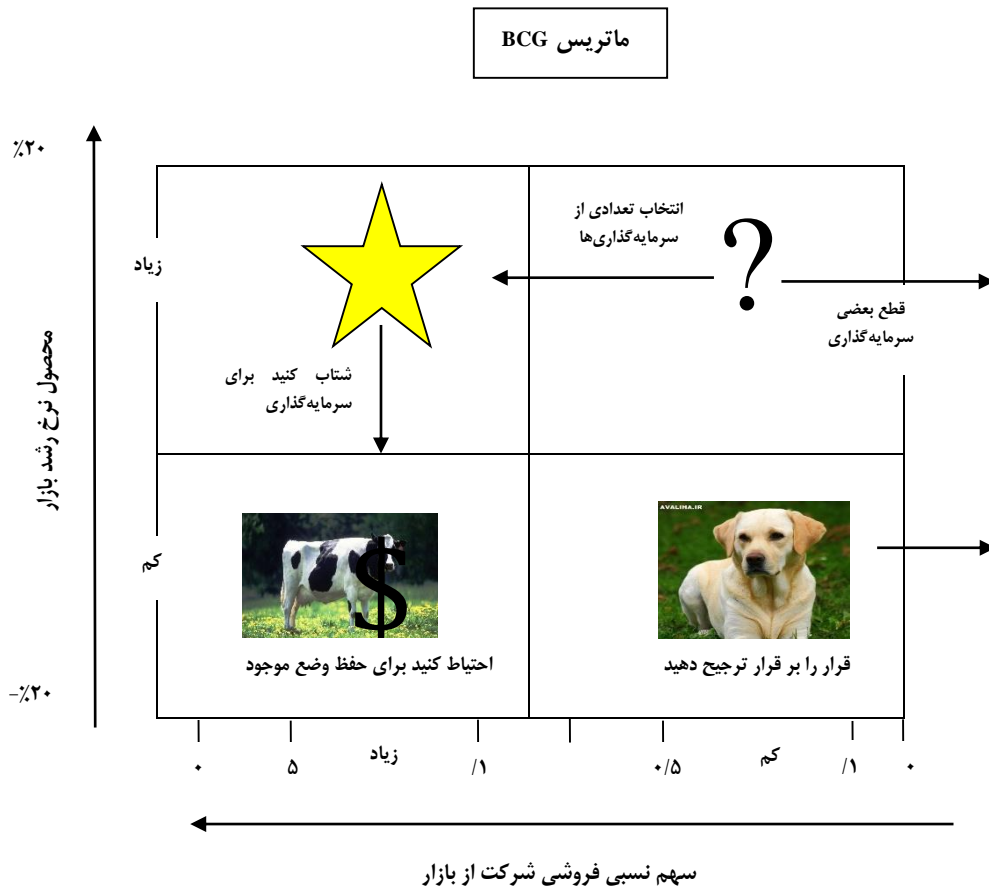 ماتریس BCG
٪۲۰
انتخاب تعدادی از
سرمایه‌گذاری‌ها
زیاد
قطع بعضی
سرمایه‌گذاری
شتاب کنید برای
سرمایه‌گذاری
محصول نرخ رشد بازار
AVALIHA.IR
کم
$
?
احتیاط کنید برای حفظ وضع موجود
قرار را بر قرار ترجیح دهید
-٪۲۰
۰
۵
زیاد
/۱
۰/۵
کم
/۱
۰
سهم نسبی فروشی شرکت از بازار